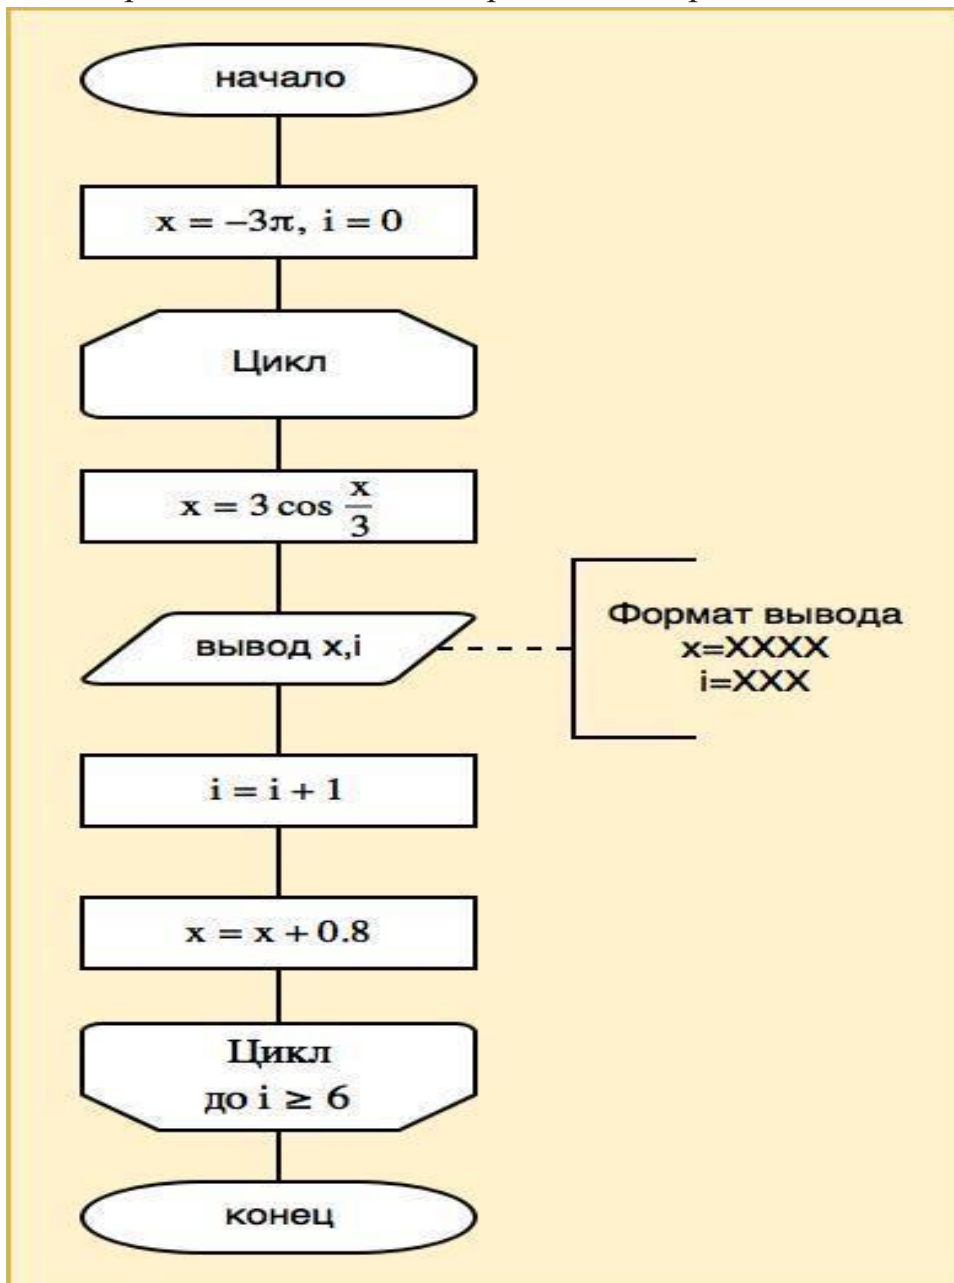 начало
x = –3π, i = 0
Цикл
x = 3 cos x/3
вывод x,i
Формат вывода
x=XXXX
i=XXX
i = i + 1
x = x + 0.8
Цикл
до i ≥ 6
конец